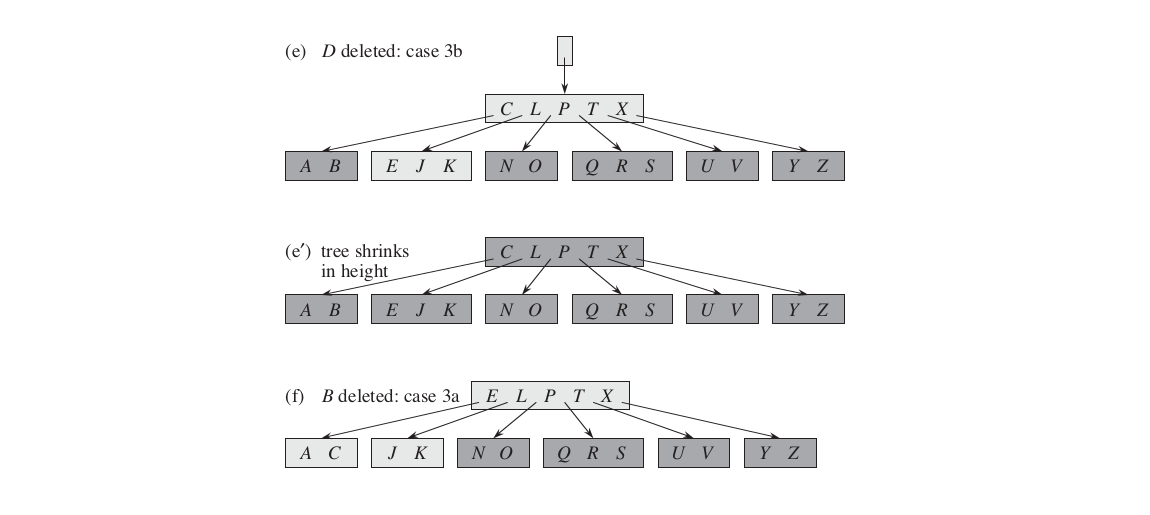 (e) D deleted: case 3b
C L P T X
A B E J K N O Q R S U V Y Z
(e′) tree shrinks
in height
C L P T X
A B E J K N O Q R S U V Y Z
(f) B deleted: case 3a
E L P T X
A C J K N O Q R S U V Y Z